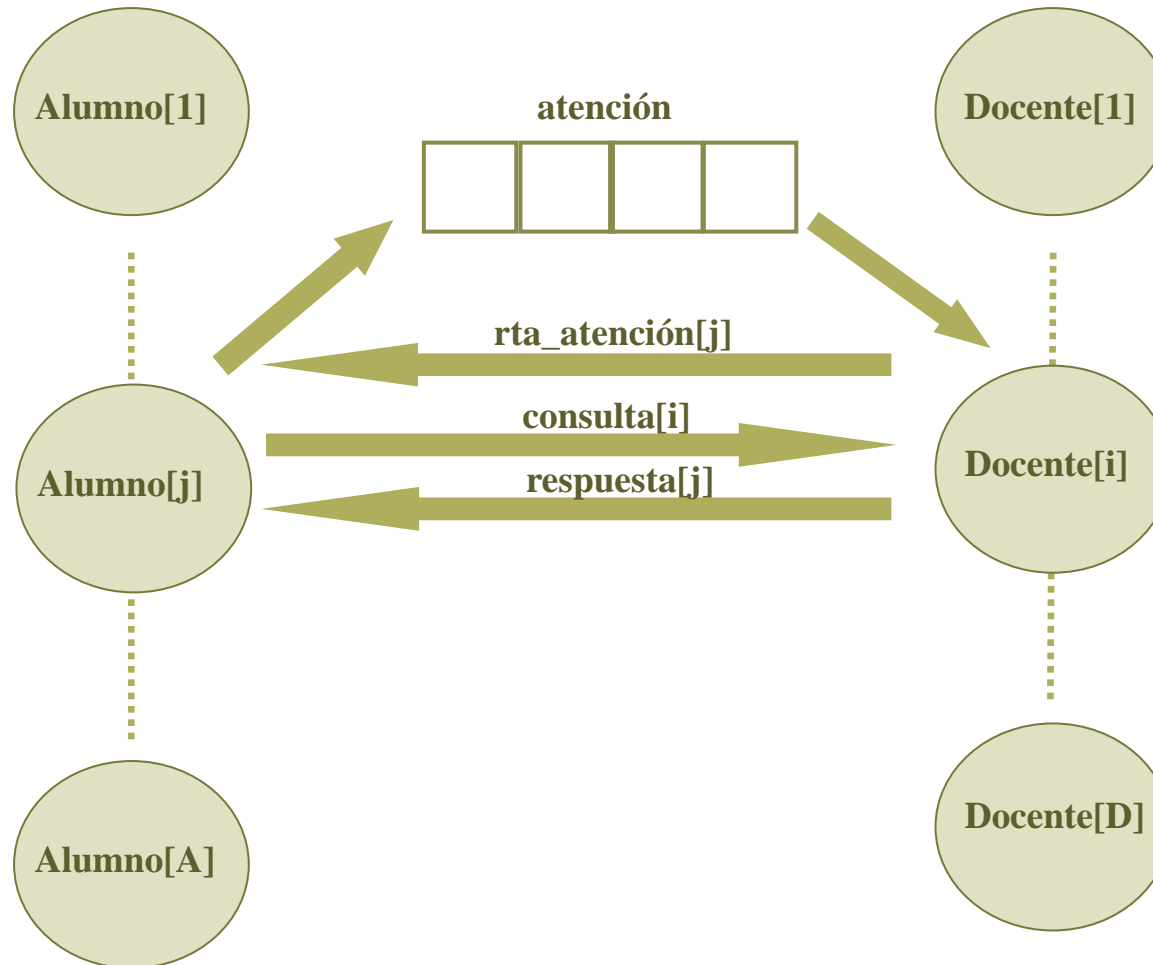 Alumno[1]
atención
Docente[1]
rta_atención[j]
consulta[i]
Alumno[j]
respuesta[j]
Docente[i]
Alumno[A]
Docente[D]